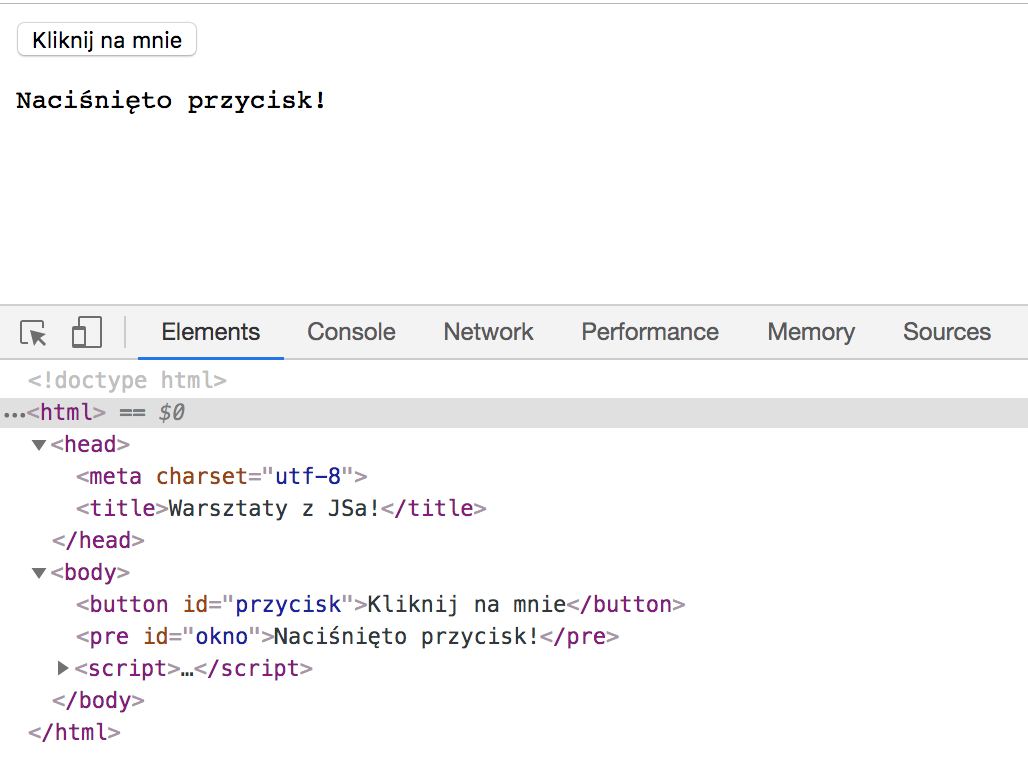 Kliknij na mnie
Naciśnięto przycisk!
Elements Console Network Performance Memory Sources
<!doctype html>
…<html> == $0
▼<head>
<meta charset="utf-8">
<title>Warsztaty z JSa!</title>
</head>
▼<body>
<button id="przycisk">Kliknij na mnie</button>
<pre id="okno">Naciśnięto przycisk!</pre>
▶<script>…</script>
</body>
</html>